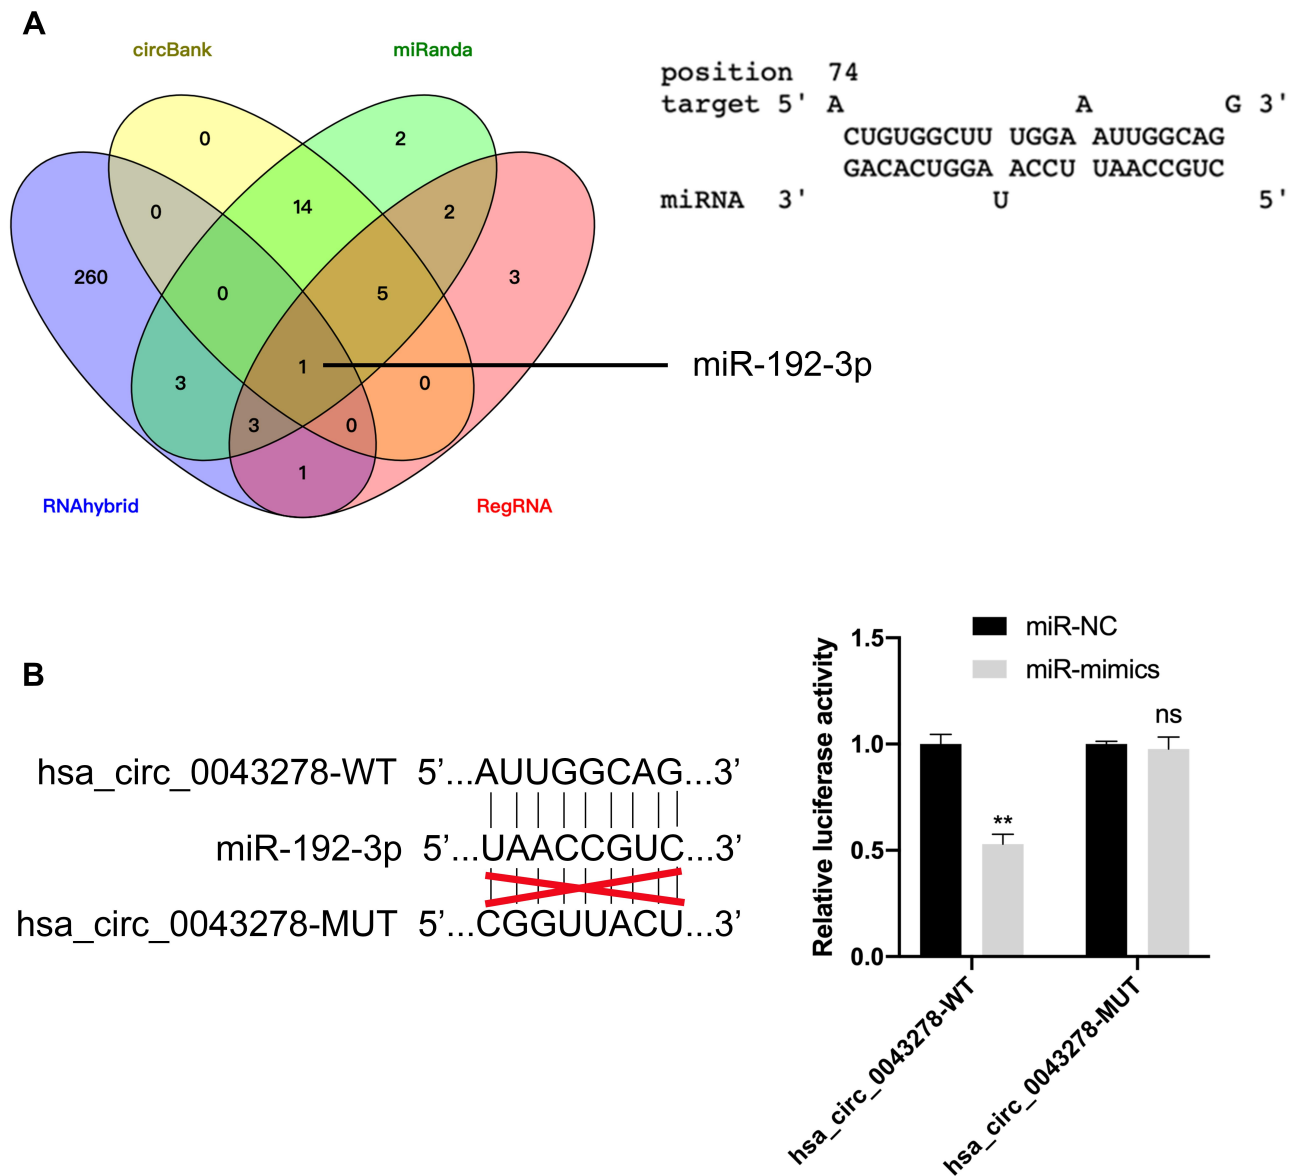 A
circBank
miRanda
0
2
0
14
2
260
0
5
3
1
3
0
3
0
1
RNAhybrid
RegRNA
miR-192-3p
position 74
target 5' A A G 3'
CUGUGGCUU UGGA AUUGGCAG
GACACUGGA ACCU UAACCGUC
miRNA 3' U 5'
B
hsa_circ_0043278-WT 5’...AUUGGCAG...3’
miR-192-3p 5’...UAACCGUC...3’
hsa_circ_0043278-MUT 5’...CGGUUACU...3’
miR-NC
miR-mimics
Relative luciferase activity
1.5
1.0
0.5
0.0
**
ns
hsa_circ_0043278-WT
hsa_circ_0043278-MUT